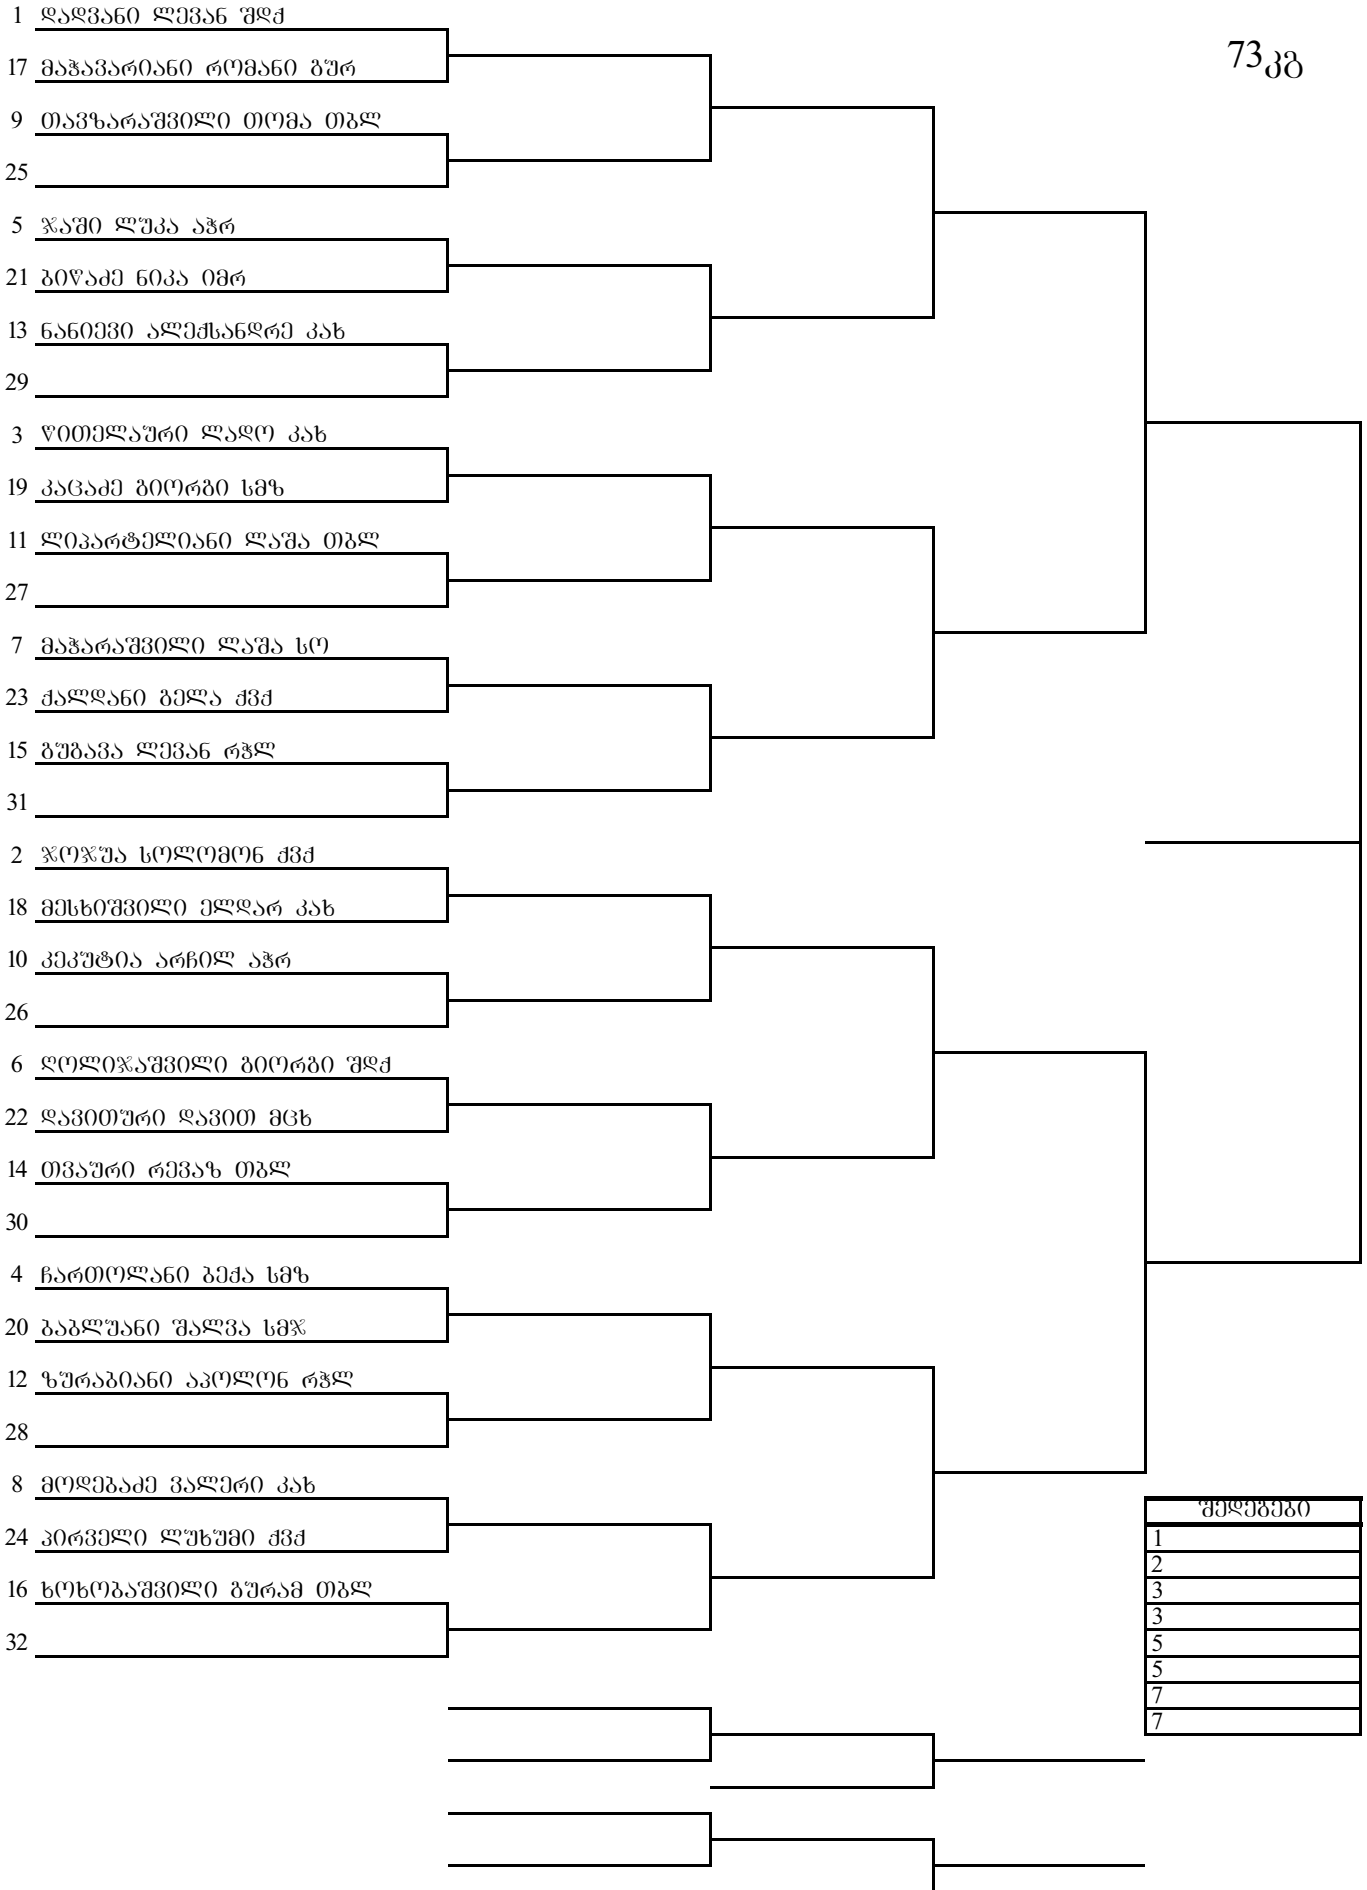 1 დადვანი ლევან შდქ
73კგ
17 მაჭავარიანი რომანი გურ
9 თავზარაშვილი თომა თბლ
25
5 ჯაში ლუკა აჭრ
21 ბიწაძე ნიკა იმრ
13 ნანიევი ალექსანდრე კახ
29
3 წითელაური ლადო კახ
19 კაცაძე გიორგი სმზ
11 ლიპარტელიანი ლაშა თბლ
27
7 მაჭარაშვილი ლაშა სო
23 ქალდანი გელა ქვქ
15 გუგავა ლევან რჭლ
31
2 ჯოჯუა სოლომონ ქვქ
18 მესხიშვილი ელდარ კახ
10 კეკუტია არჩილ აჭრ
26
6 ღოლიჯაშვილი გიორგი შდქ
22 დავითური დავით მცხ
14 თვაური რევაზ თბლ
30
4 ჩართოლანი ბექა სმზ
20 ბაბლუანი შალვა სმჯ
12 ზურაბიანი აპოლონ რჭლ
28
8 მოდებაძე ვალერი კახ
24 პირველი ლუხუმი ქვქ
16 ხოხობაშვილი გურამ თბლ
32
შედეგები
1
2
3
3
5
5
7
7